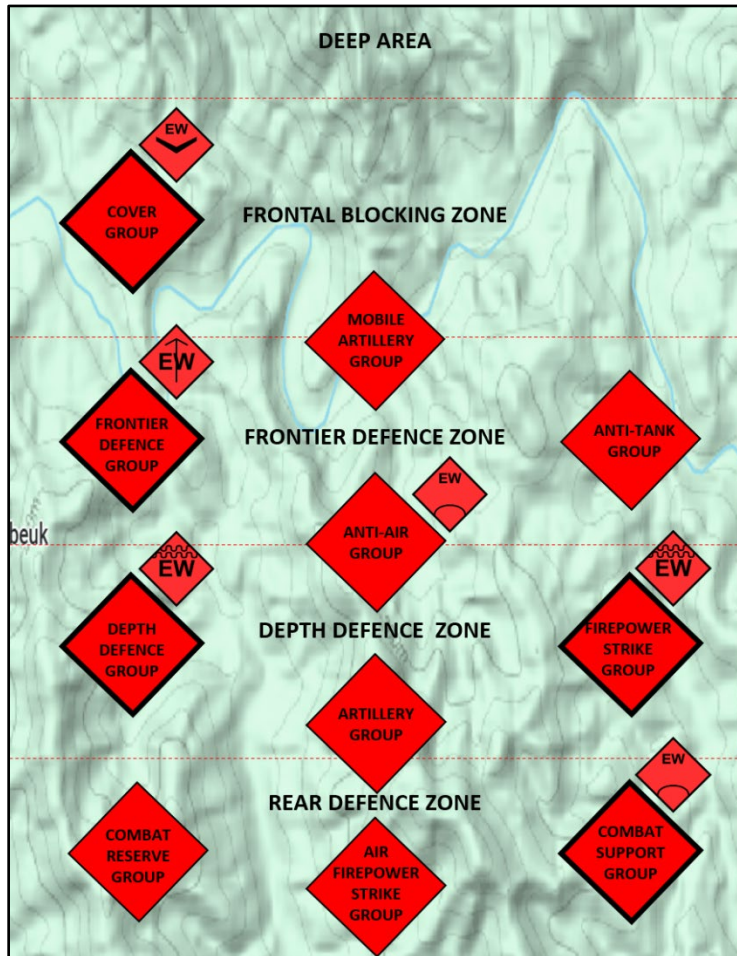 DEEP AREA
EW
COVER
GROUP
FRONTAL BLOCKING ZONE
MOBILE
ARTILLERY
GROUP
EW
FRONTIER
DEFENCE
GROUP
FRONTIER DEFENCE ZONE
ANTI-TANK
GROUP
EW
ANTI-AIR
GROUP
beuk
EW
DEPTH
DEFENCE
GROUP
DEPTH DEFENCE ZONE
EW
FIREPOWER
STRIKE
GROUP
ARTILLERY
GROUP
REAR DEFENCE ZONE
EW
COMBAT
RESERVE
GROUP
AIR
FIREPOWER
STRIKE
GROUP
COMBAT
SUPPORT
GROUP